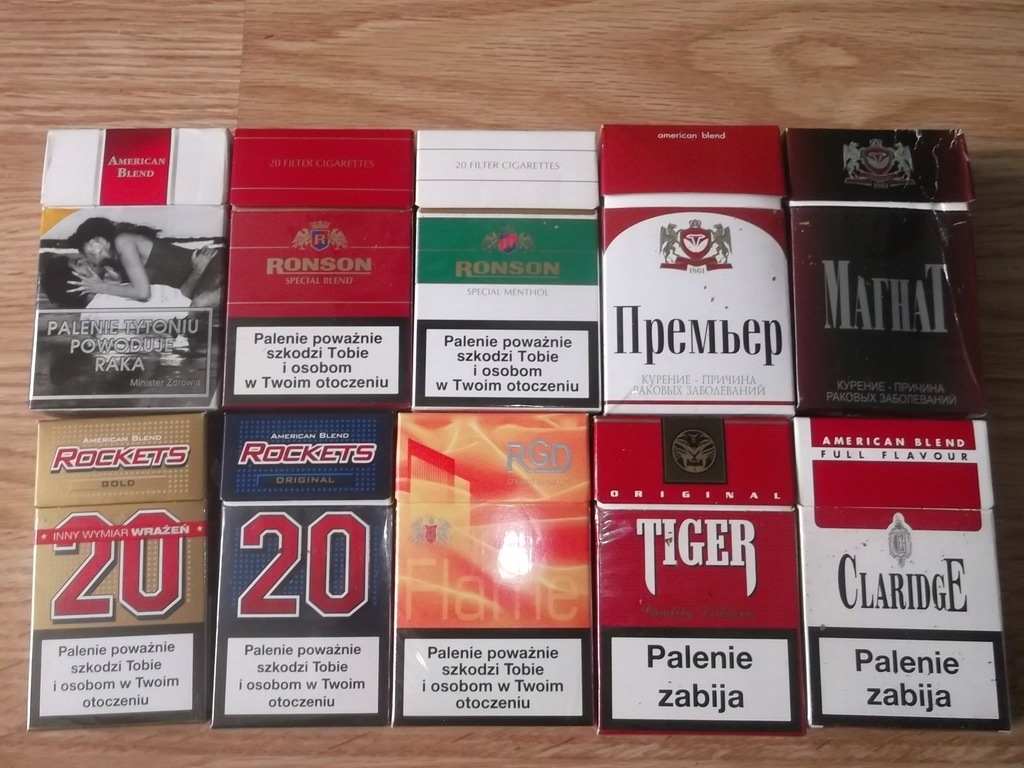 AMERICAN
BLEND
PALENIE TYTONIU
POWODUJE
RAKA
Minister Zdrowia
20 FILTER CIGARETTES
RONSON
SPECIAL BLEND
Palenie poważnie
szkodzi Tobie
i osobom
w Twoim otoczeniu
20 FILTER CIGARETTES
RONSON
SPECIAL MENTHOL
Palenie poważnie
szkodzi Tobie
i osobom
w Twoim otoczeniu
american blend
1861
Премьер
КУРЕНИЕ - ПРИЧИНА
РАКОВЫХ ЗАБОЛЕВАНИЙ
МАГНАТ
КУРЕНИЕ - ПРИЧИНА
РАКОВЫХ ЗАБОЛЕВАНИЙ
AMERICAN BLEND
ROCKETS
GOLD
INNY WYMIAR WRAŻEŃ
20
Palenie poważnie
szkodzi Tobie
i osobom w Twoim
otoczeniu
AMERICAN BLEND
ROCKETS
ORIGINAL
20
Palenie poważnie
szkodzi Tobie
i osobom w Twoim
otoczeniu
RGD
Flame
Palenie poważnie
szkodzi Tobie
i osobom w Twoim
otoczeniu
ORIGINAL
TIGER
Palenie
zabija
AMERICAN BLEND
FULL FLAVOUR
CLARIDGE
Palenie
zabija